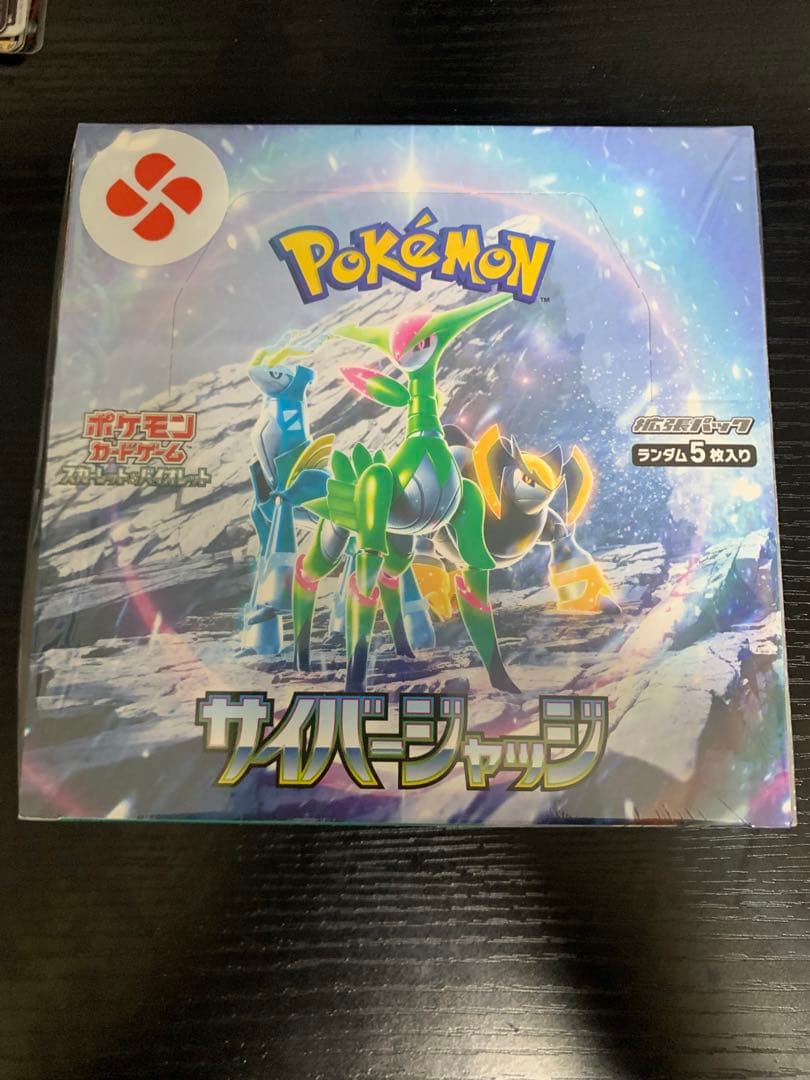 POKéMON
TM
ポケモン
カードゲーム
スカーレット&バイオレット
拡張パック
ランダム5枚入り
サイバージャッジ